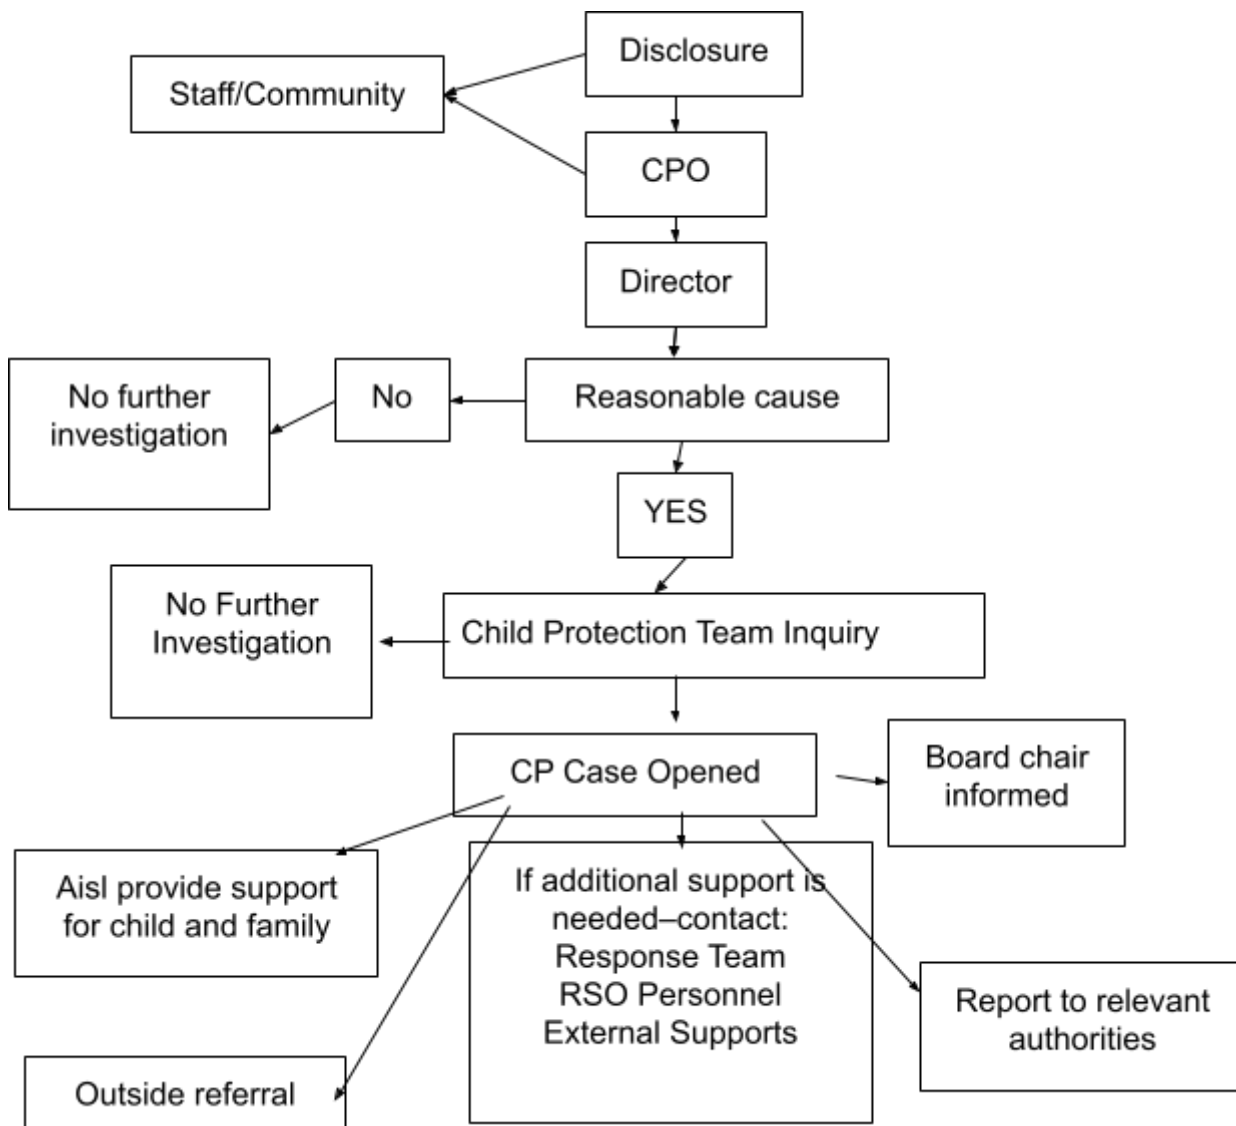 Disclosure
Staff/Community
CPO
Director
No further
investigation
No
Reasonable cause
YES
No Further
Investigation
Child Protection Team Inquiry
CP Case Opened
Board chair
informed
Aisl provide support
for child and family
If additional support is
needed–contact:
Response Team
RSO Personnel
External Supports
Report to relevant
authorities
Outside referral